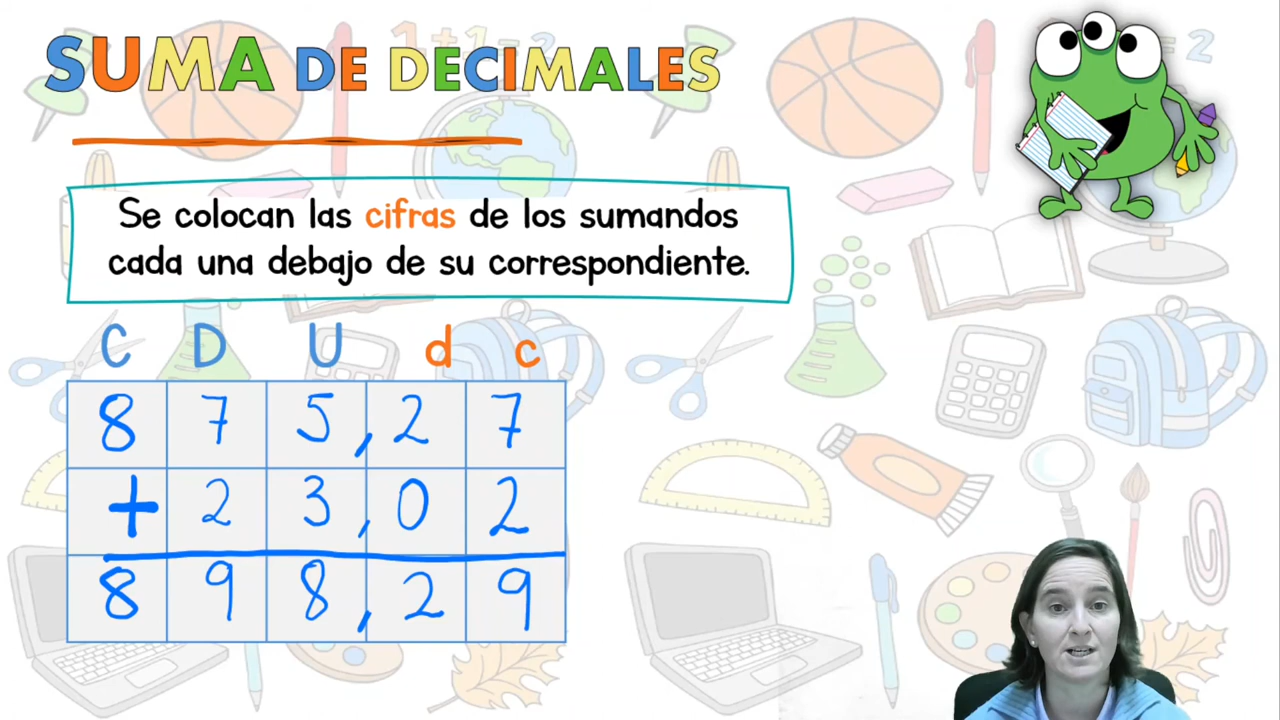 SUMA DE DECIMALES
Se colocan las cifras de los sumandos
cada una debajo de su correspondiente.
C D U d c
8 7 5,2 7
+ 2 3,0 2
8 9 8,2 9